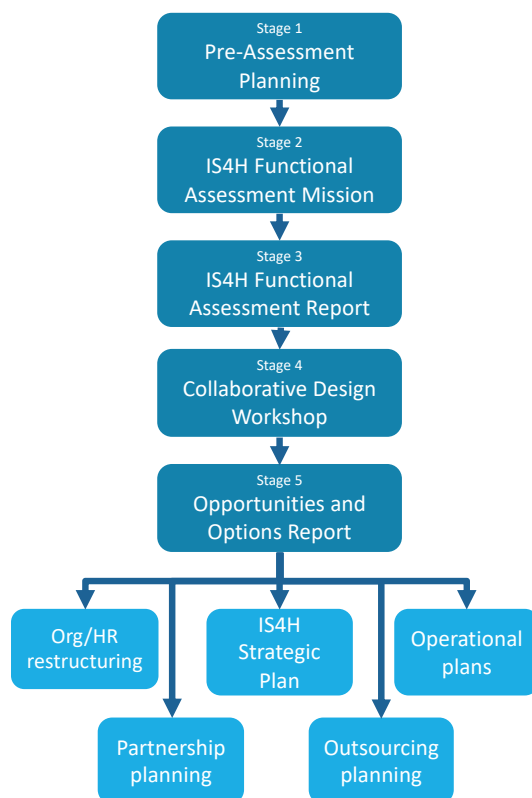 Stage 1
Pre-Assessment
Planning
Stage 2
IS4H Functional
Assessment Mission
Stage 3
IS4H Functional
Assessment Report
Stage 4
Collaborative Design
Workshop
Stage 5
Opportunities and
Options Report
Org/HR
restructuring
IS4H
Strategic
Plan
Operational
plans
Partnership
planning
Outsourcing
planning